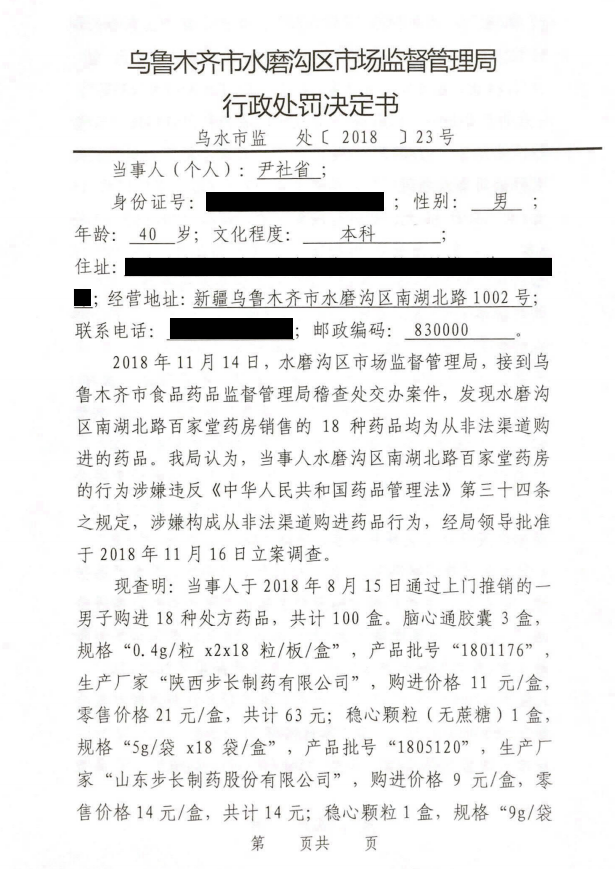 乌鲁木齐市水磨沟区市场监督管理局
行政处罚决定书
乌水市监 处〔 2018 〕23号
当事人（个人）：尹社省；
身份证号： ；性别： 男 ；
年龄： 40 岁；文化程度： 本科 ；
住址：
；经营地址：新疆乌鲁木齐市水磨沟区南湖北路1002号；
联系电话： ；邮政编码： 830000 。
2018年11月14日，水磨沟区市场监督管理局，接到乌
鲁木齐市食品药品监督管理局稽查处交办案件，发现水磨沟
区南湖北路百家堂药房销售的 18 种药品均为从非法渠道购
进的药品。我局认为，当事人水磨沟区南湖北路百家堂药房
的行为涉嫌违反《中华人民共和国药品管理法》第三十四条
之规定，涉嫌构成从非法渠道购进药品行为，经局领导批准
于2018年11月16日立案调查。
现查明：当事人于2018年8月15日通过上门推销的一
男子购进18种处方药品，共计100盒。脑心通胶囊 3 盒，
规格“0.4g/粒 x2x18 粒/板/盒”，产品批号“1801176”，
生产厂家“陕西步长制药有限公司”，购进价格 11 元/盒，
零售价格21元/盒，共计63元；稳心颗粒（无蔗糖）1盒，
规格“5g/袋 x18 袋/盒”，产品批号“1805120”，生产厂
家“山东步长制药股份有限公司”，购进价格 9 元/盒，零
售价格14元/盒，共计14元；稳心颗粒1盒，规格“9g/袋
第 页共 页